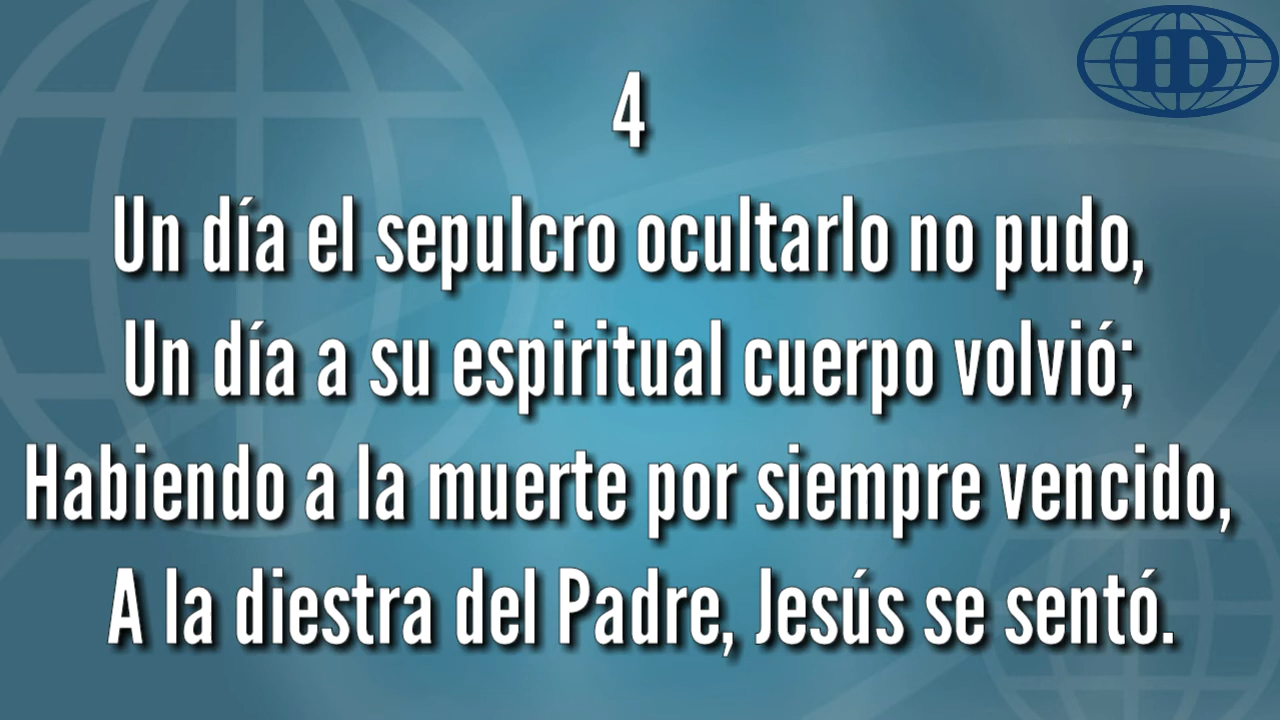 ID
4
Un día el sepulcro ocultarlo no pudo,
Un día a su espiritual cuerpo volvió;
Habiendo a la muerte por siempre vencido,
A la diestra del Padre, Jesús se sentó.